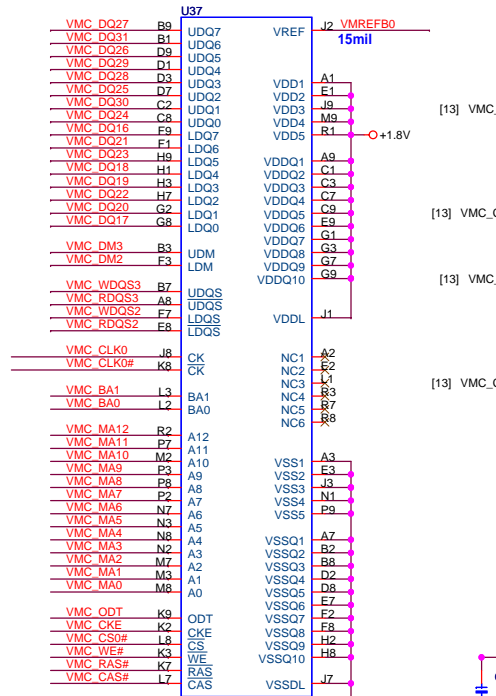 U37
VMC_DQ27 B9 UDQ7 VREF J2 VMREFB0
VMC_DQ31 B1 UDQ6 15mil
VMC_DQ26 D9 UDQ5
VMC_DQ29 D1 UDQ4
VMC_DQ28 D3 UDQ3 VDD1 A1
VMC_DQ25 D7 UDQ2 VDD2 E1
VMC_DQ30 C2 UDQ1 VDD3 J9 [13] VMC_
VMC_DQ24 C8 UDQ0 VDD4 M9
VMC_DQ16 F9 LDQ7 VDD5 R1 +1.8V
VMC_DQ21 F1 LDQ6
VMC_DQ23 H9 LDQ5 VDDQ1 A9
VMC_DQ18 H1 LDQ4 VDDQ2 C1
VMC_DQ19 H3 LDQ3 VDDQ3 C3
VMC_DQ22 H7 LDQ2 VDDQ4 C7
VMC_DQ20 G2 LDQ1 VDDQ5 C9 [13] VMC_
VMC_DQ17 G8 LDQ0 VDDQ6 E9
VDDQ7 G1
VMC_DM3 B3 UDM VDDQ8 G3
VMC_DM2 F3 LDM VDDQ9 G7
VDDQ10 G9 [13] VMC_
VMC_WDQS3 B7 UDQS
VMC_RDQS3 A8 UDQS
VMC_WDQS2 F7 LDQS VDDL J1
VMC_RDQS2 E8 LDQS
VMC_CLK0 J8 CK NC1 A2
VMC_CLK0# K8 CK NC2 E2
NC3 L1 [13] VMC_
VMC_BA1 L3 BA1 NC4 R3
VMC_BA0 L2 BA0 NC5 R7
NC6 R8
VMC_MA12 R2 A12
VMC_MA11 P7 A11
VMC_MA10 M2 A10 VSS1 A3
VMC_MA9 P3 A9 VSS2 E3
VMC_MA8 P8 A8 VSS3 J3
VMC_MA7 P2 A7 VSS4 N1
VMC_MA6 N7 A6 VSS5 P9
VMC_MA5 N3 A5
VMC_MA4 N8 A4 VSSQ1 A7
VMC_MA3 N2 A3 VSSQ2 B2
VMC_MA2 M7 A2 VSSQ3 B8
VMC_MA1 M3 A1 VSSQ4 D2
VMC_MA0 M8 A0 VSSQ5 D8
VSSQ6 E7
VMC_ODT K9 ODT VSSQ7 F2
VMC_CKE K2 CKE VSSQ8 F8
VMC_CS0# L8 CS VSSQ9 H2
VMC_WE# K3 WE VSSQ10 H8
VMC_RAS# K7 RAS
VMC_CAS# L7 CAS VSSDL J7